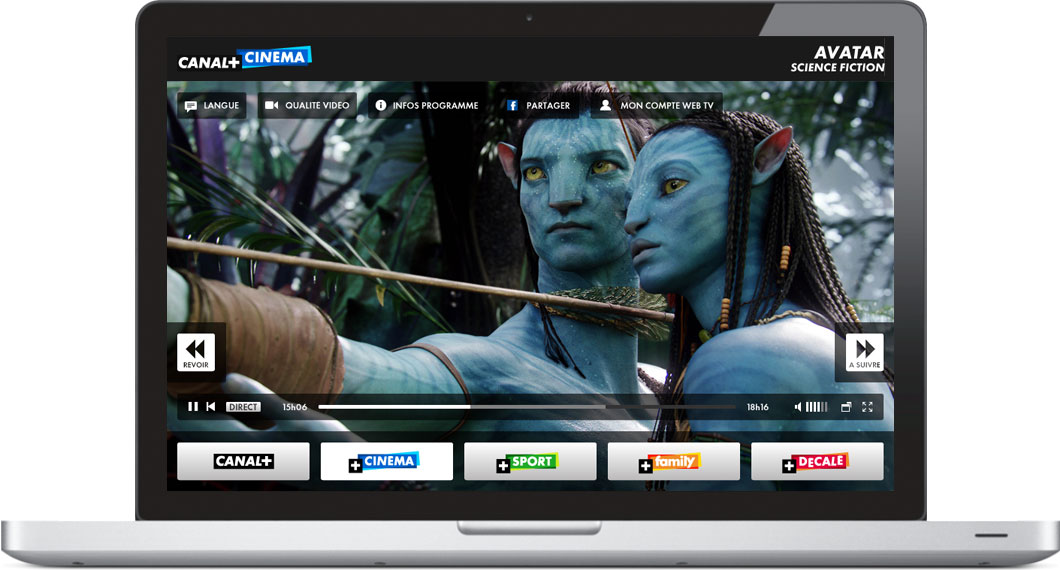 CANAL+ CINEMA
AVATAR
SCIENCE FICTION
LANGUE
QUALITE VIDEO
INFOS PROGRAMME
f PARTAGER
MON COMPTE WEB TV
REVOIR
A SUIVRE
DIRECT
15h06
18h16
CANAL+
+CINEMA
+SPORT
+family
+DECALE